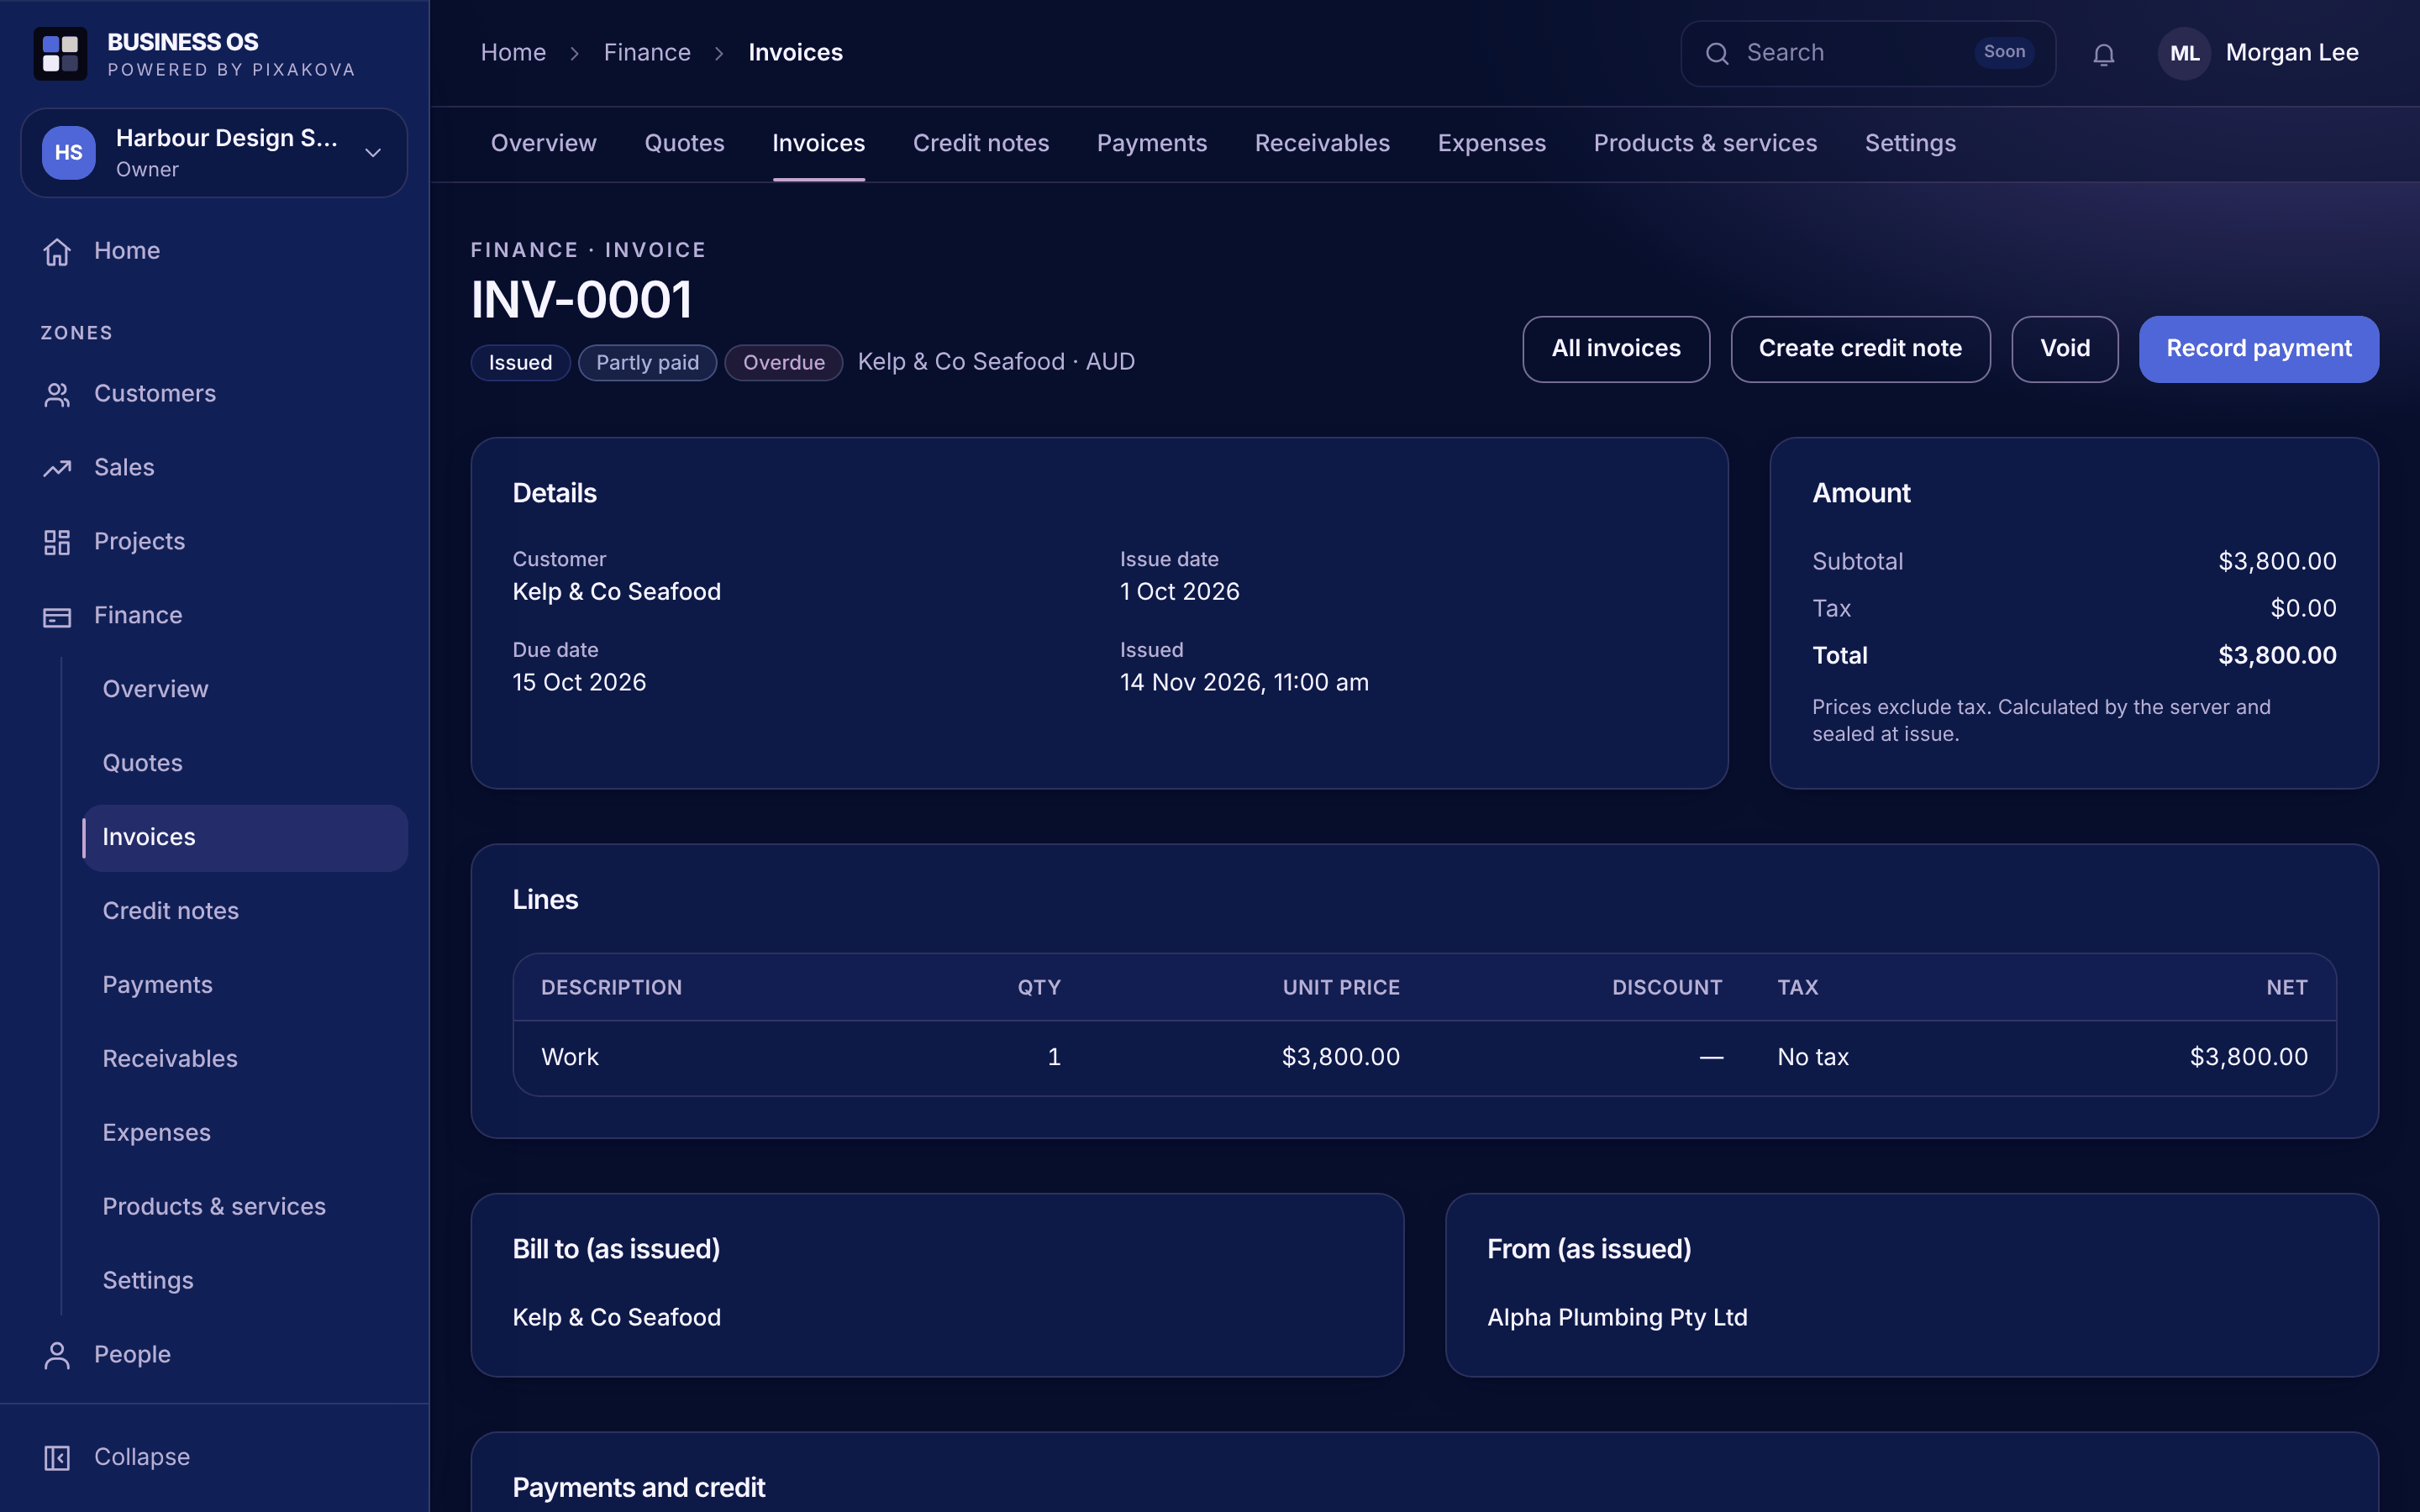 BUSINESS OS
POWERED BY PIXAKOVA
HS
Harbour Design S...
Owner
Home
ZONES
Customers
Sales
Projects
Finance
Overview
Quotes
Invoices
Credit notes
Payments
Receivables
Expenses
Products & services
Settings
People
Collapse
Home > Finance > Invoices
Search
Soon
ML
Morgan Lee
Overview Quotes Invoices Credit notes Payments Receivables Expenses Products & services Settings
FINANCE · INVOICE
INV-0001
Issued Partly paid Overdue Kelp & Co Seafood · AUD
All invoices Create credit note Void Record payment
Details
Customer
Kelp & Co Seafood
Issue date
1 Oct 2026
Due date
15 Oct 2026
Issued
14 Nov 2026, 11:00 am
Amount
Subtotal $3,800.00
Tax $0.00
Total $3,800.00
Prices exclude tax. Calculated by the server and
sealed at issue.
Lines
DESCRIPTION QTY UNIT PRICE DISCOUNT TAX NET
Work 1 $3,800.00 — No tax $3,800.00
Bill to (as issued)
Kelp & Co Seafood
From (as issued)
Alpha Plumbing Pty Ltd
Payments and credit